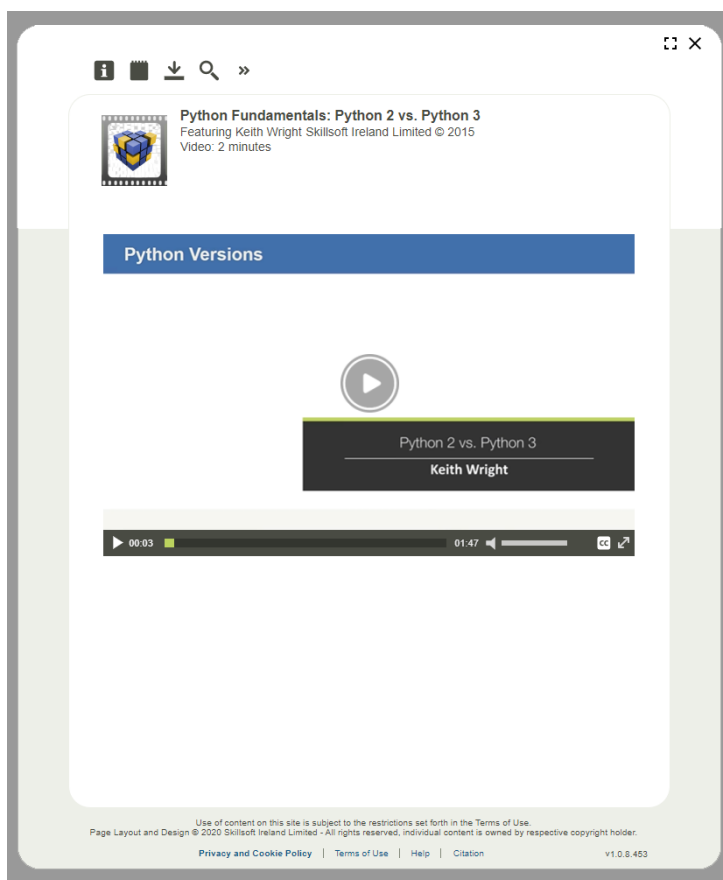 Python Fundamentals: Python 2 vs. Python 3
Featuring Keith Wright Skillsoft Ireland Limited © 2015
Video: 2 minutes
Python Versions
Python 2 vs. Python 3
Keith Wright
00:03 01:47 CC
Use of content on this site is subject to the restrictions set forth in the Terms of Use.
Page Layout and Design © 2020 Skillsoft Ireland Limited - All rights reserved, individual content is owned by respective copyright holder.
Privacy and Cookie Policy | Terms of Use | Help | Citation v1.0.8.453